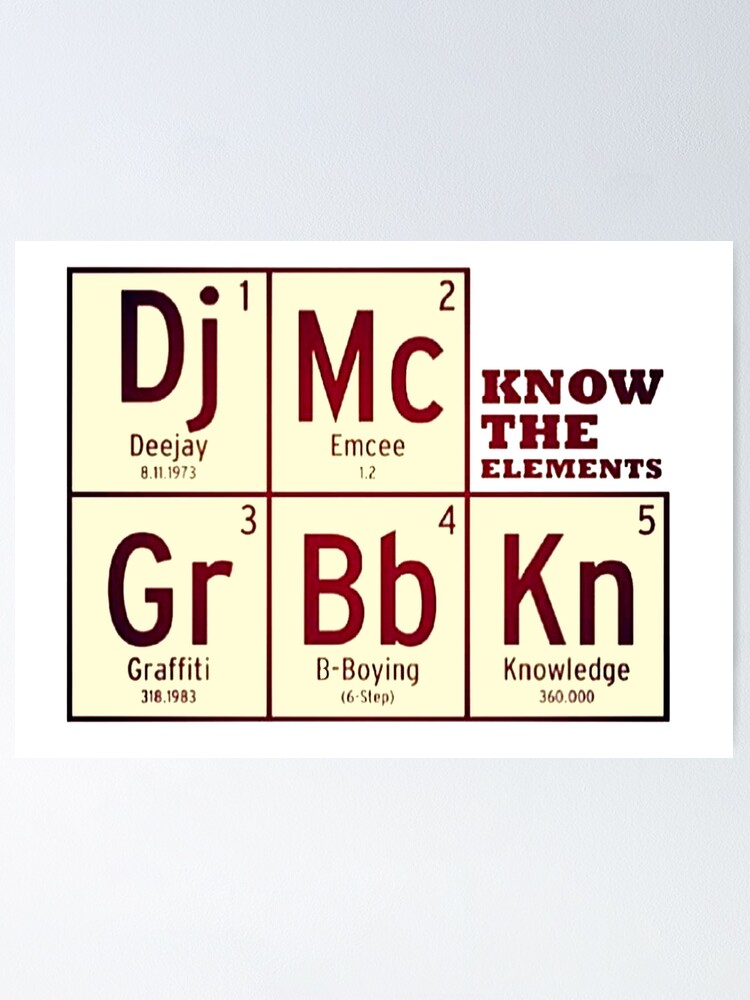 1
Dj
Deejay
8.11.1973
2
Mc
Emcee
1.2
KNOW
THE
ELEMENTS
3
Gr
Graffiti
318.1983
4
Bb
B-Boying
(6-Step)
5
Kn
Knowledge
360.000